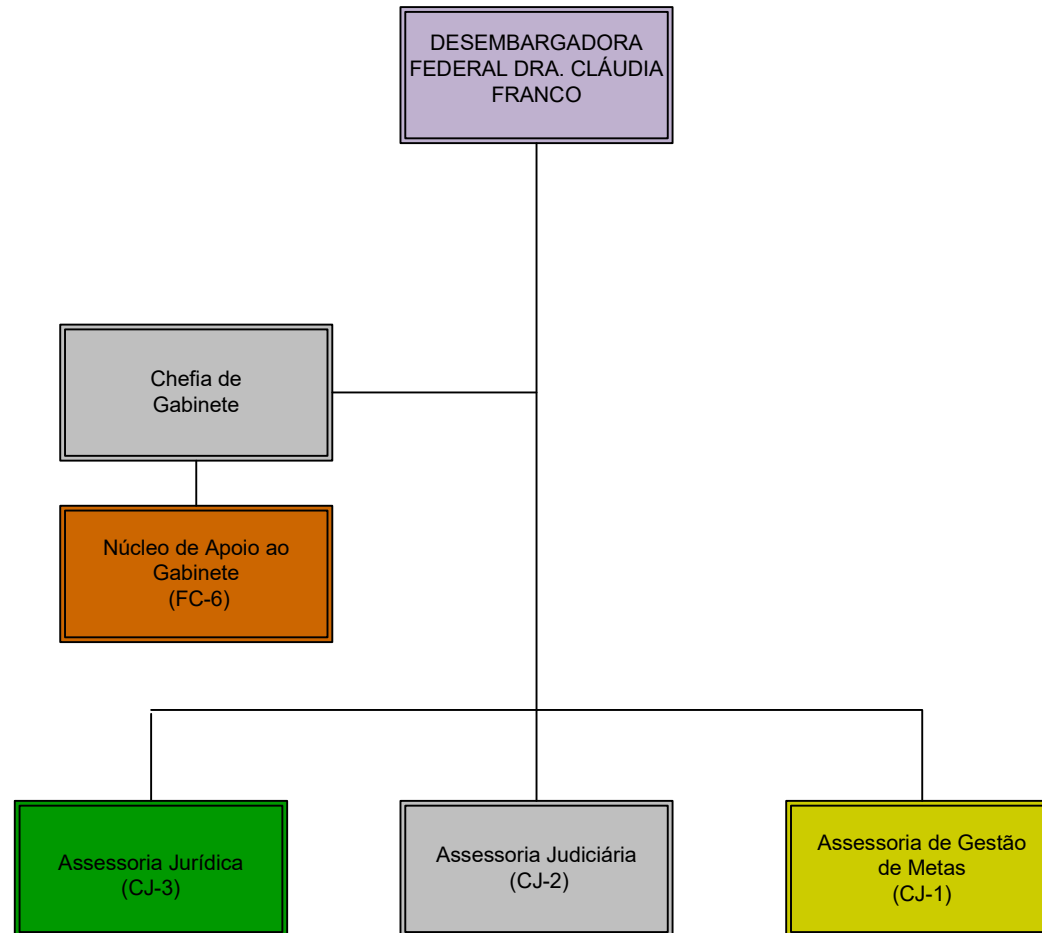 DESEMBARGADORA
FEDERAL DRA. CLÁUDIA
FRANCO
Chefia de
Gabinete
Núcleo de Apoio ao
Gabinete
(FC-6)
Assessoria Jurídica
(CJ-3)
Assessoria Judiciária
(CJ-2)
Assessoria de Gestão
de Metas
(CJ-1)